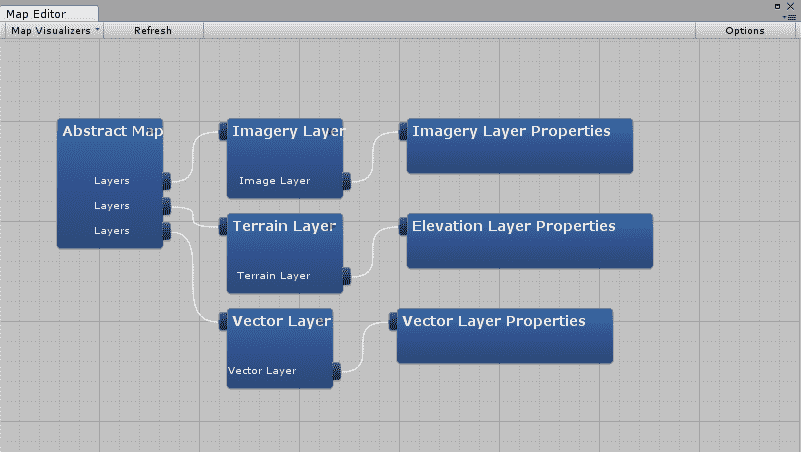 Map Editor
Map Visualizers Refresh Options
Abstract Map
Layers
Layers
Layers
Imagery Layer
Image Layer
Imagery Layer Properties
Terrain Layer
Terrain Layer
Elevation Layer Properties
Vector Layer
Vector Layer
Vector Layer Properties